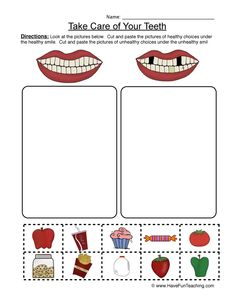 Name:
Take Care of Your Teeth
Directions: Look at the pictures below. Cut and paste the pictures of healthy choices under
the healthy smile. Cut and paste the pictures of unhealthy choices under the unhealthy smil
© www.HaveFunTeaching.com